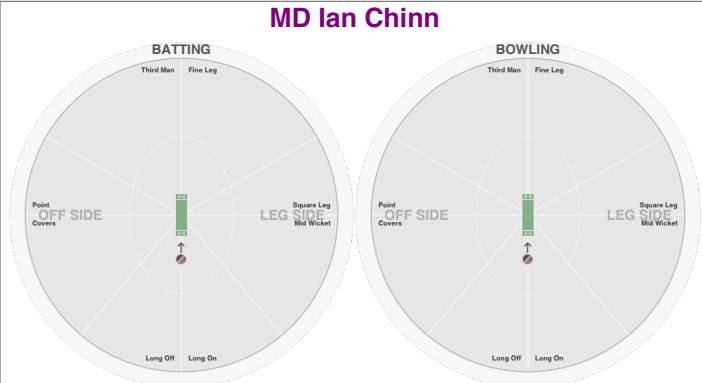 MD Ian Chinn
BATTING
Third Man
Fine Leg
Point
Square Leg
OFF SIDE
LEG SIDE
Covers
Mid Wicket
Long Off
Long On
BOWLING
Third Man
Fine Leg
Point
Square Leg
OFF SIDE
LEG SIDE
Covers
Mid Wicket
Long Off
Long On